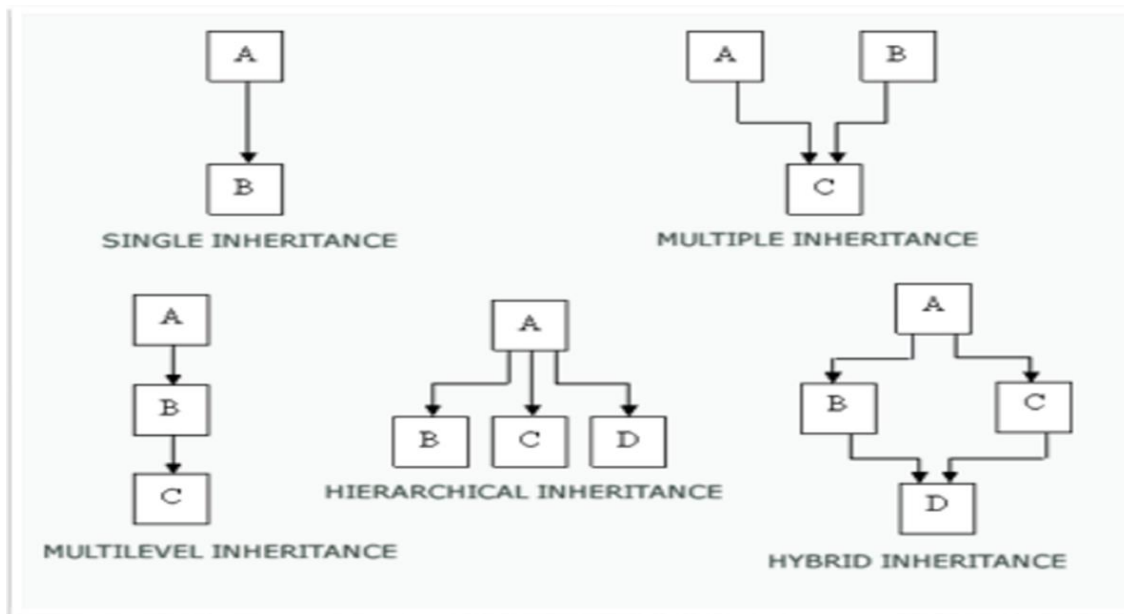 A
B
SINGLE INHERITANCE
A B
C
MULTIPLE INHERITANCE
A
B
C
MULTILEVEL INHERITANCE
A
B C D
HIERARCHICAL INHERITANCE
A
B C
D
HYBRID INHERITANCE